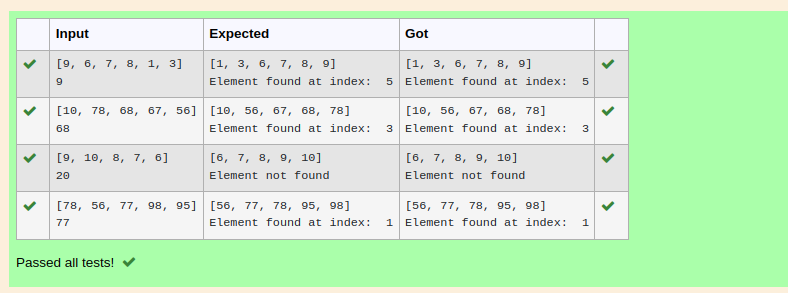 Input Expected Got
[9, 6, 7, 8, 1, 3] [1, 3, 6, 7, 8, 9] [1, 3, 6, 7, 8, 9]
9 Element found at index:  5 Element found at index:  5
[10, 78, 68, 67, 56] [10, 56, 67, 68, 78] [10, 56, 67, 68, 78]
68 Element found at index:  3 Element found at index:  3
[9, 10, 8, 7, 6] [6, 7, 8, 9, 10] [6, 7, 8, 9, 10]
20 Element not found Element not found
[78, 56, 77, 98, 95] [56, 77, 78, 95, 98] [56, 77, 78, 95, 98]
77 Element found at index:  1 Element found at index:  1
Passed all tests!